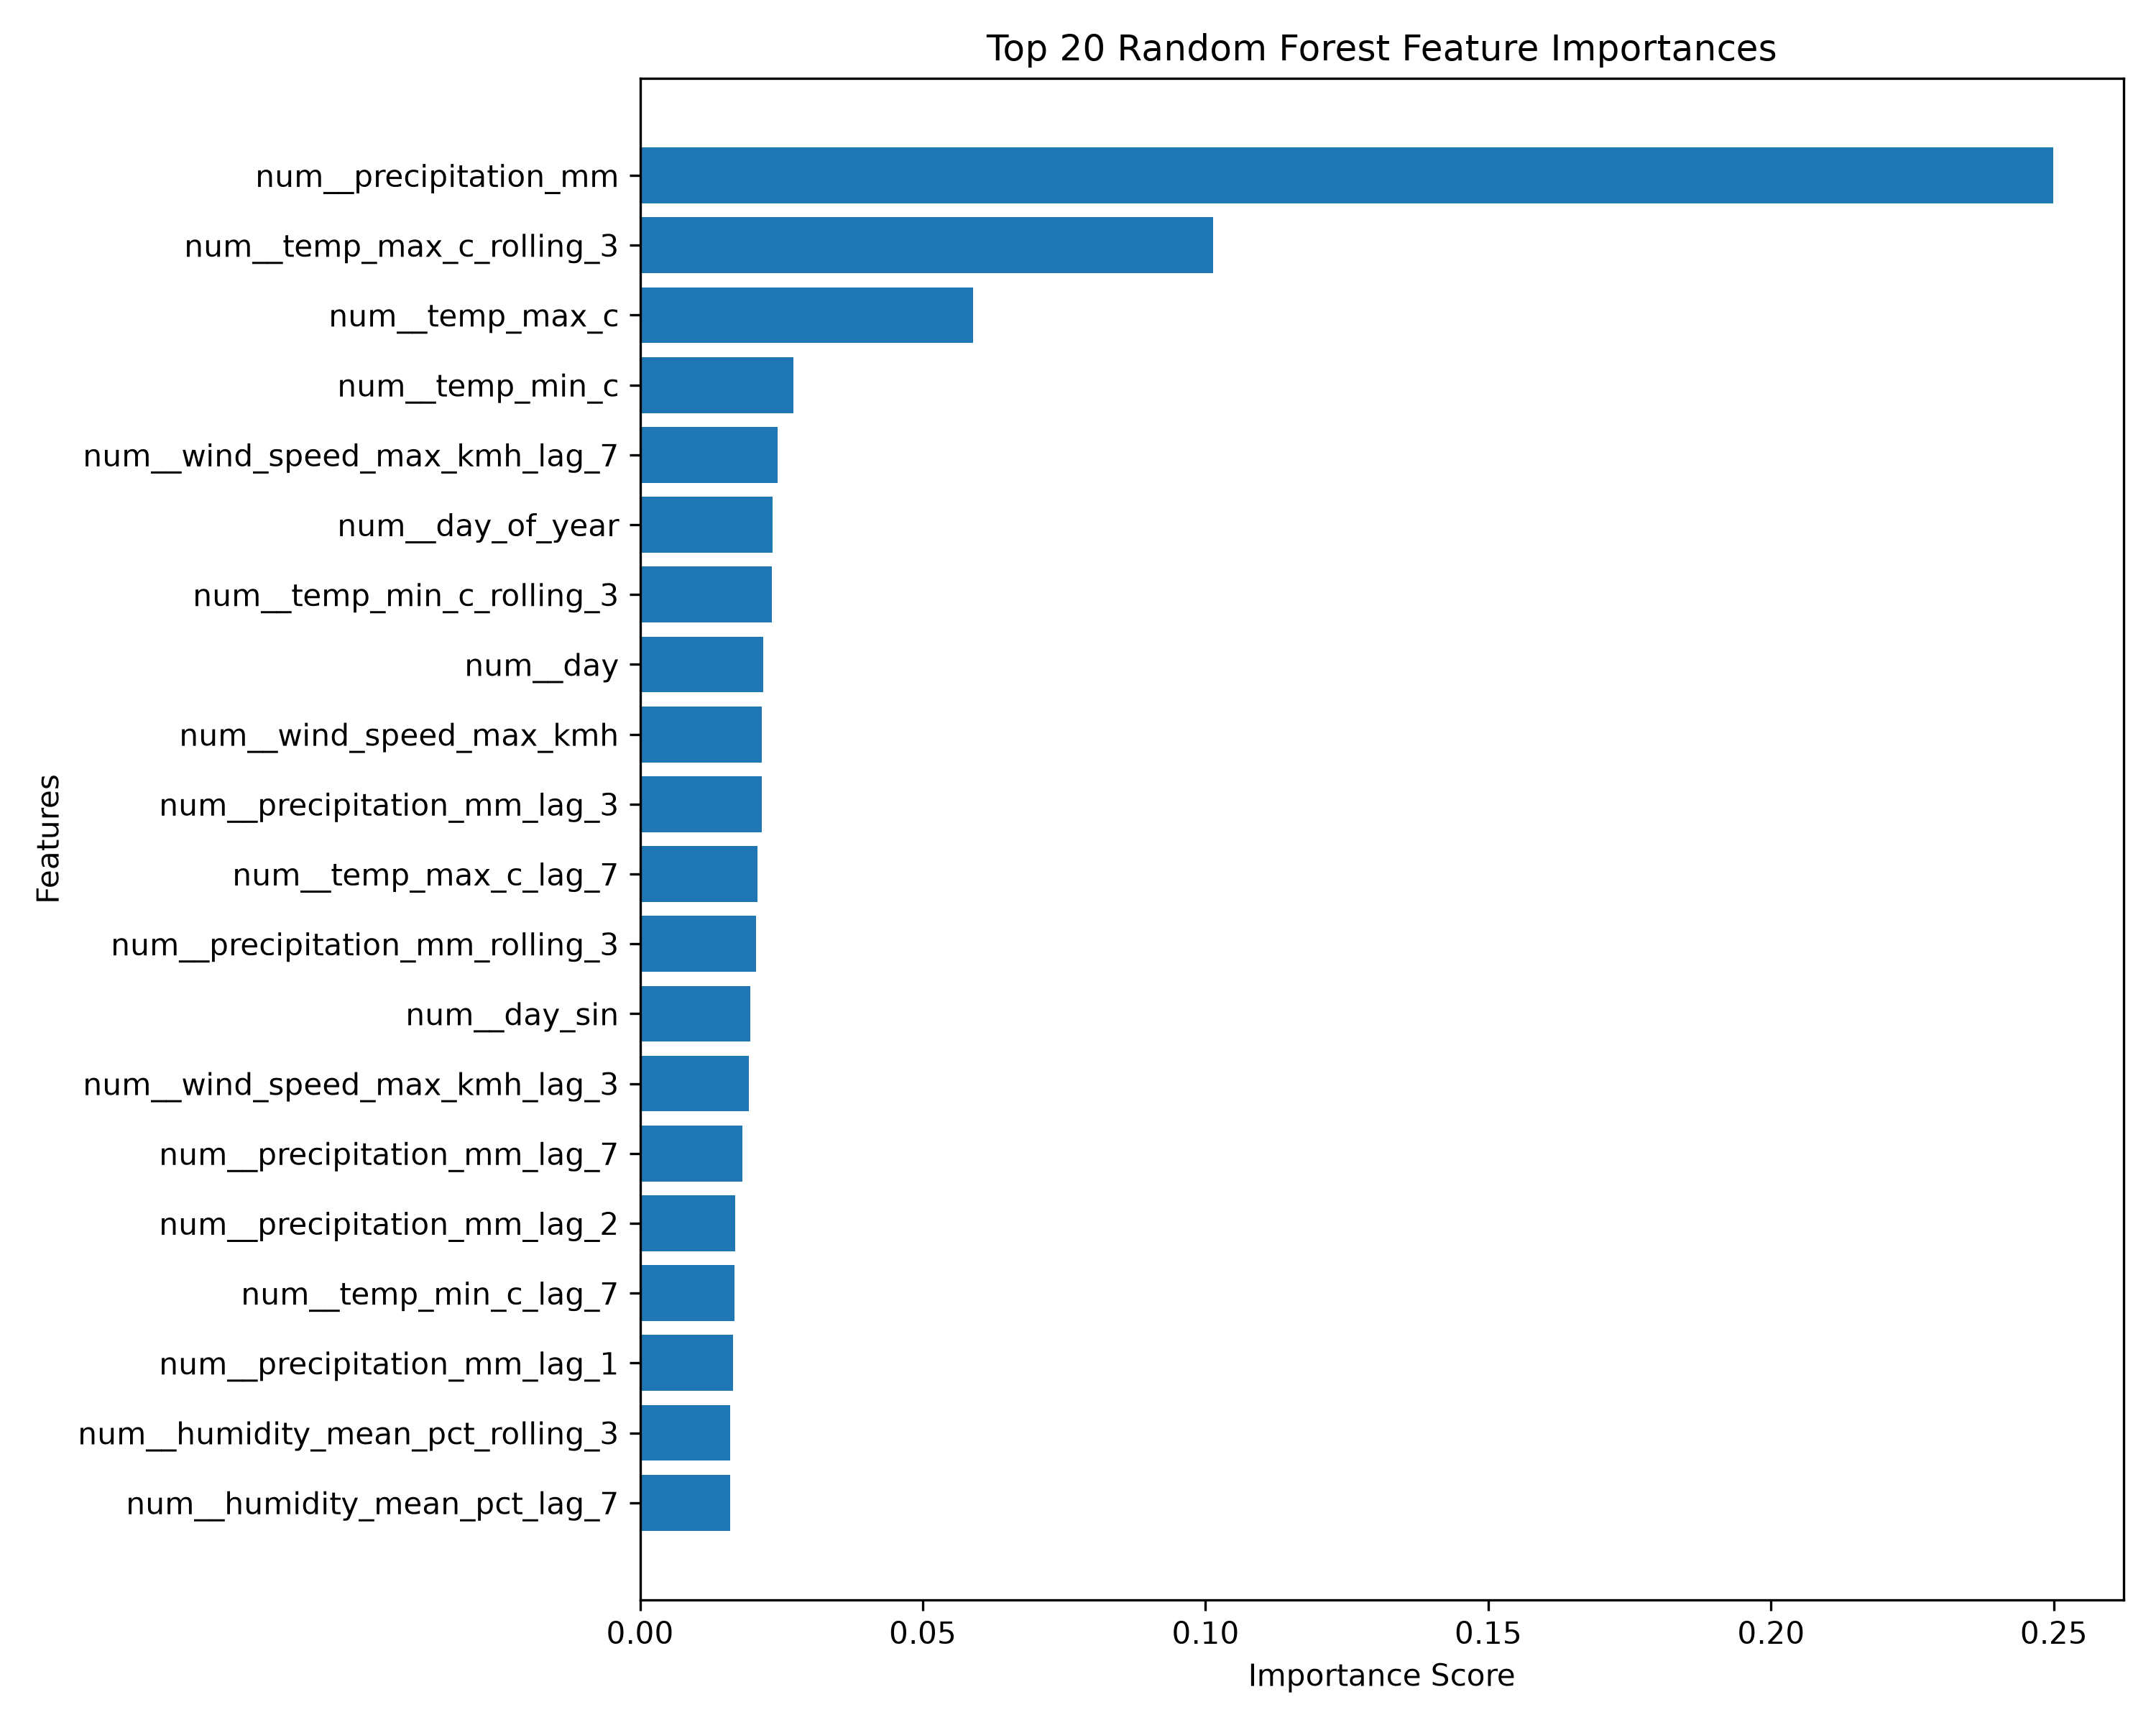 Top 20 Random Forest Feature Importances
num__precipitation_mm
num__temp_max_c_rolling_3
num__temp_max_c
num__temp_min_c
num__wind_speed_max_kmh_lag_7
num__day_of_year
num__temp_min_c_rolling_3
num__day
num__wind_speed_max_kmh
num__precipitation_mm_lag_3
num__temp_max_c_lag_7
num__precipitation_mm_rolling_3
num__day_sin
num__wind_speed_max_kmh_lag_3
num__precipitation_mm_lag_7
num__precipitation_mm_lag_2
num__temp_min_c_lag_7
num__precipitation_mm_lag_1
num__humidity_mean_pct_rolling_3
num__humidity_mean_pct_lag_7
Features
0.00 0.05 0.10 0.15 0.20 0.25
Importance Score